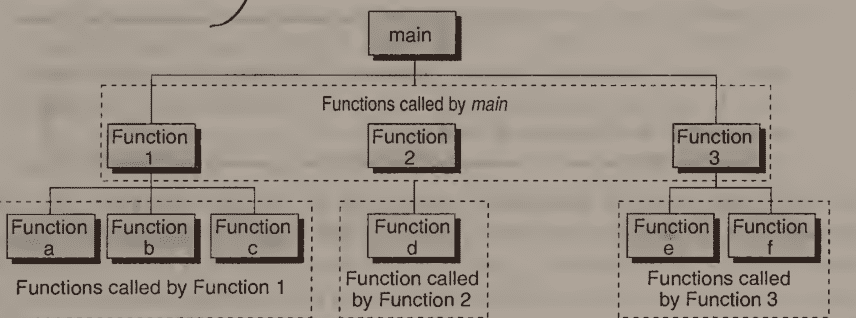 main
Functions called by main
Function
1
Function
2
Function
3
Function
a
Function
b
Function
c
Function
d
Function
e
Function
f
Functions called by Function 1
Function called
by Function 2
Functions called
by Function 3